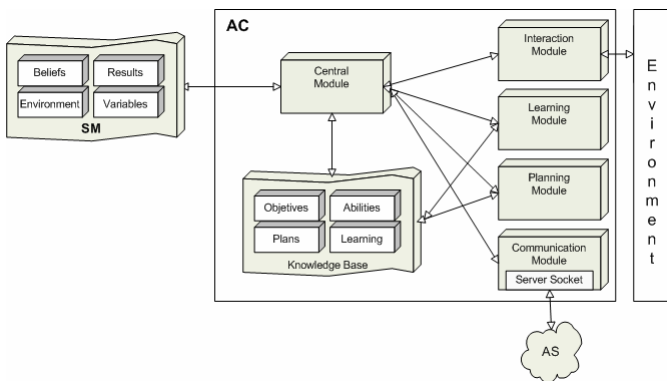 AC
Beliefs
Results
Environment
Variables
SM
Central
Module
Interaction
Module
Learning
Module
Planning
Module
Communication
Module
Server Socket
Objetives
Abilities
Plans
Learning
Knowledge Base
AS
Environment